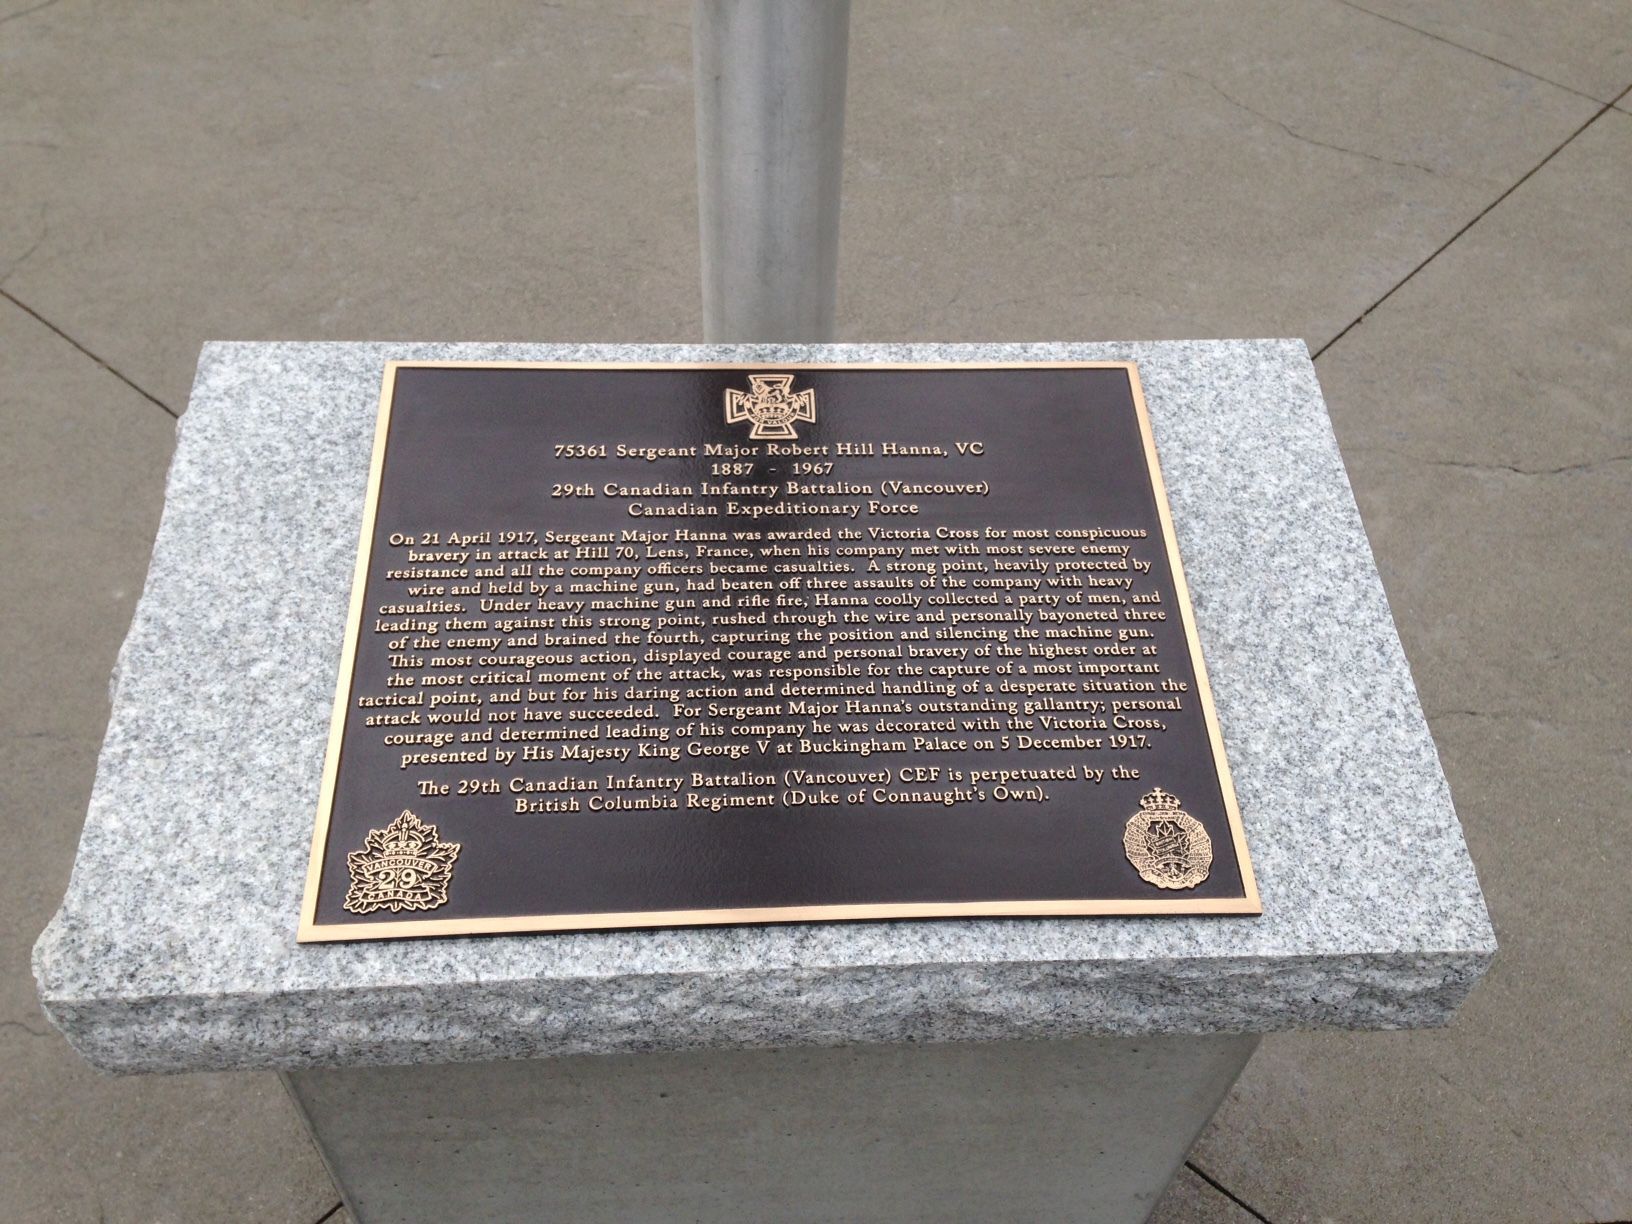 FOR VALOUR
75361 Sergeant Major Robert Hill Hanna, VC
1887 - 1967
29th Canadian Infantry Battalion (Vancouver)
Canadian Expeditionary Force
On 21 April 1917, Sergeant Major Hanna was awarded the Victoria Cross for most conspicuous
bravery in attack at Hill 70, Lens, France, when his company met with most severe enemy
resistance and all the company officers became casualties. A strong point, heavily protected by
wire and held by a machine gun, had beaten off three assaults of the company with heavy
casualties. Under heavy machine gun and rifle fire, Hanna coolly collected a party of men, and
leading them against this strong point, rushed through the wire and personally bayoneted three
of the enemy and brained the fourth, capturing the position and silencing the machine gun.
This most courageous action, displayed courage and personal bravery of the highest order at
the most critical moment of the attack, was responsible for the capture of a most important
tactical point, and but for his daring action and determined handling of a desperate situation the
attack would not have succeeded. For Sergeant Major Hanna's outstanding gallantry; personal
courage and determined leading of his company he was decorated with the Victoria Cross,
presented by His Majesty King George V at Buckingham Palace on 5 December 1917.
The 29th Canadian Infantry Battalion (Vancouver) CEF is perpetuated by the
British Columbia Regiment (Duke of Connaught's Own).
VANCOUVER
29
CANADA